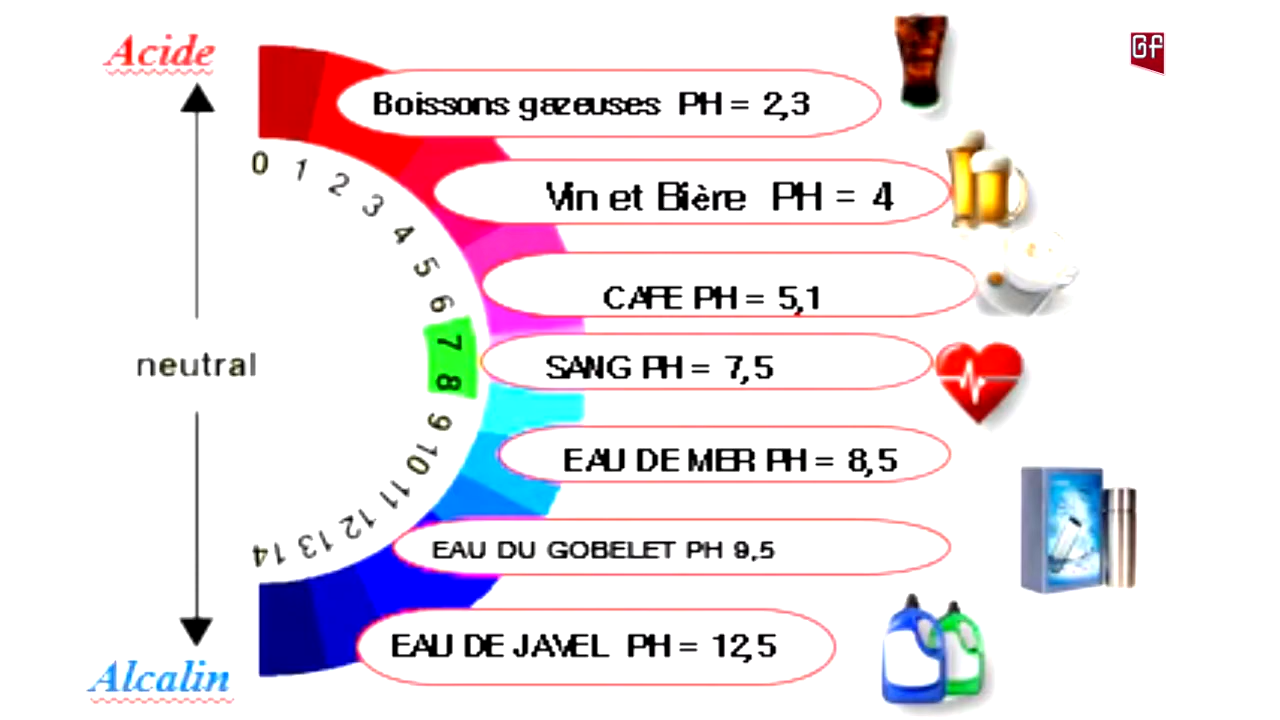 Acide
Gf
Boissons gazeuses PH = 2,3
0
1
2
3
4
5
6
7
8
9
10
11
12
13
14
Vin et Bière PH = 4
CAFE PH = 5,1
neutral
SANG PH = 7,5
EAU DE MER PH = 8,5
EAU DU GOBELET PH 9,5
EAU DE JAVEL PH = 12,5
Alcalin